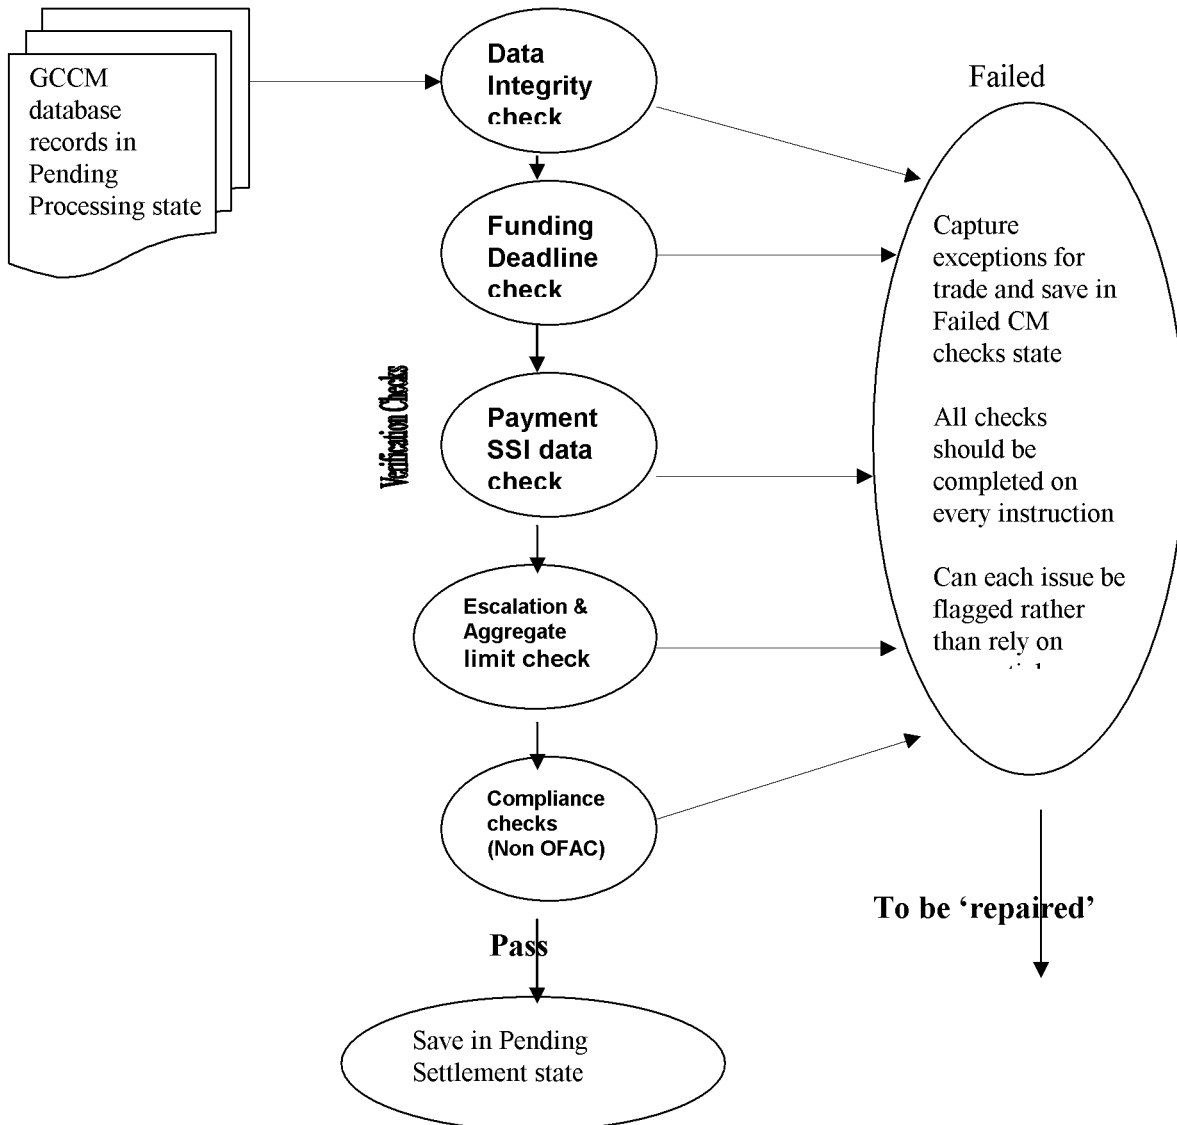 GCCM
database
records in
Pending
Processing state
Data
Integrity
check
Failed
Funding
Deadline
check
Capture
exceptions for
trade and save in
Failed CM
checks state
All checks
should be
completed on
every instruction
Can each issue be
flagged rather
than rely on
Verification Checks
Payment
SSI data
check
Escalation &
Aggregate
limit check
Compliance
checks
(Non OFAC)
To be ‘repaired’
Pass
Save in Pending
Settlement state